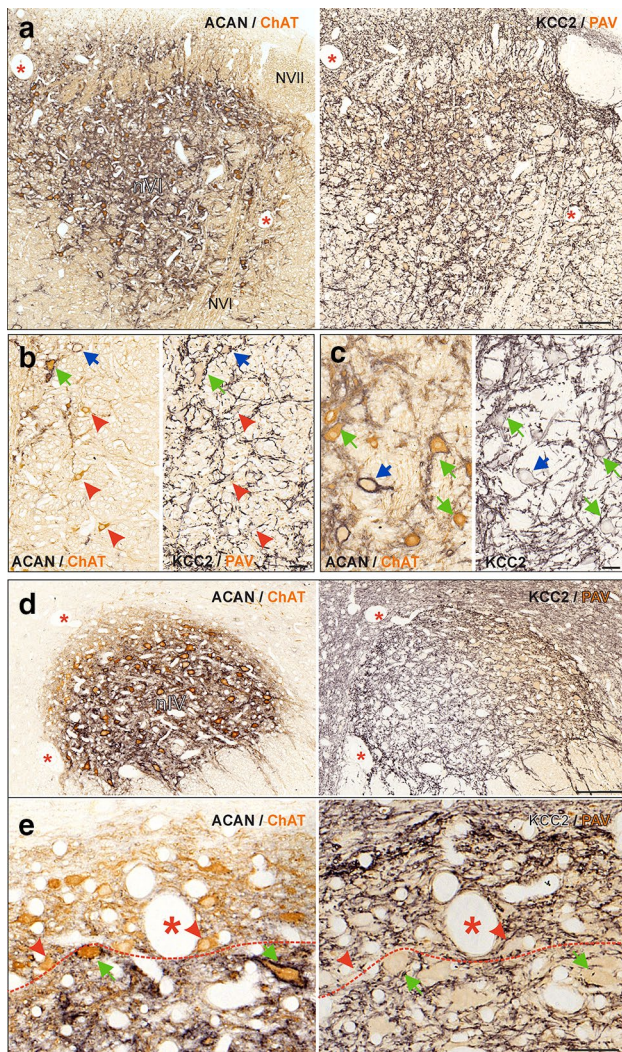 a
ACAN / ChAT
KCC2 / PAV
NVII
nVI
NVI
b
ACAN / ChAT
KCC2 / PAV
c
ACAN / ChAT
KCC2
d
ACAN / ChAT
KCC2 / PAV
nIV
e
ACAN / ChAT
KCC2 / PAV